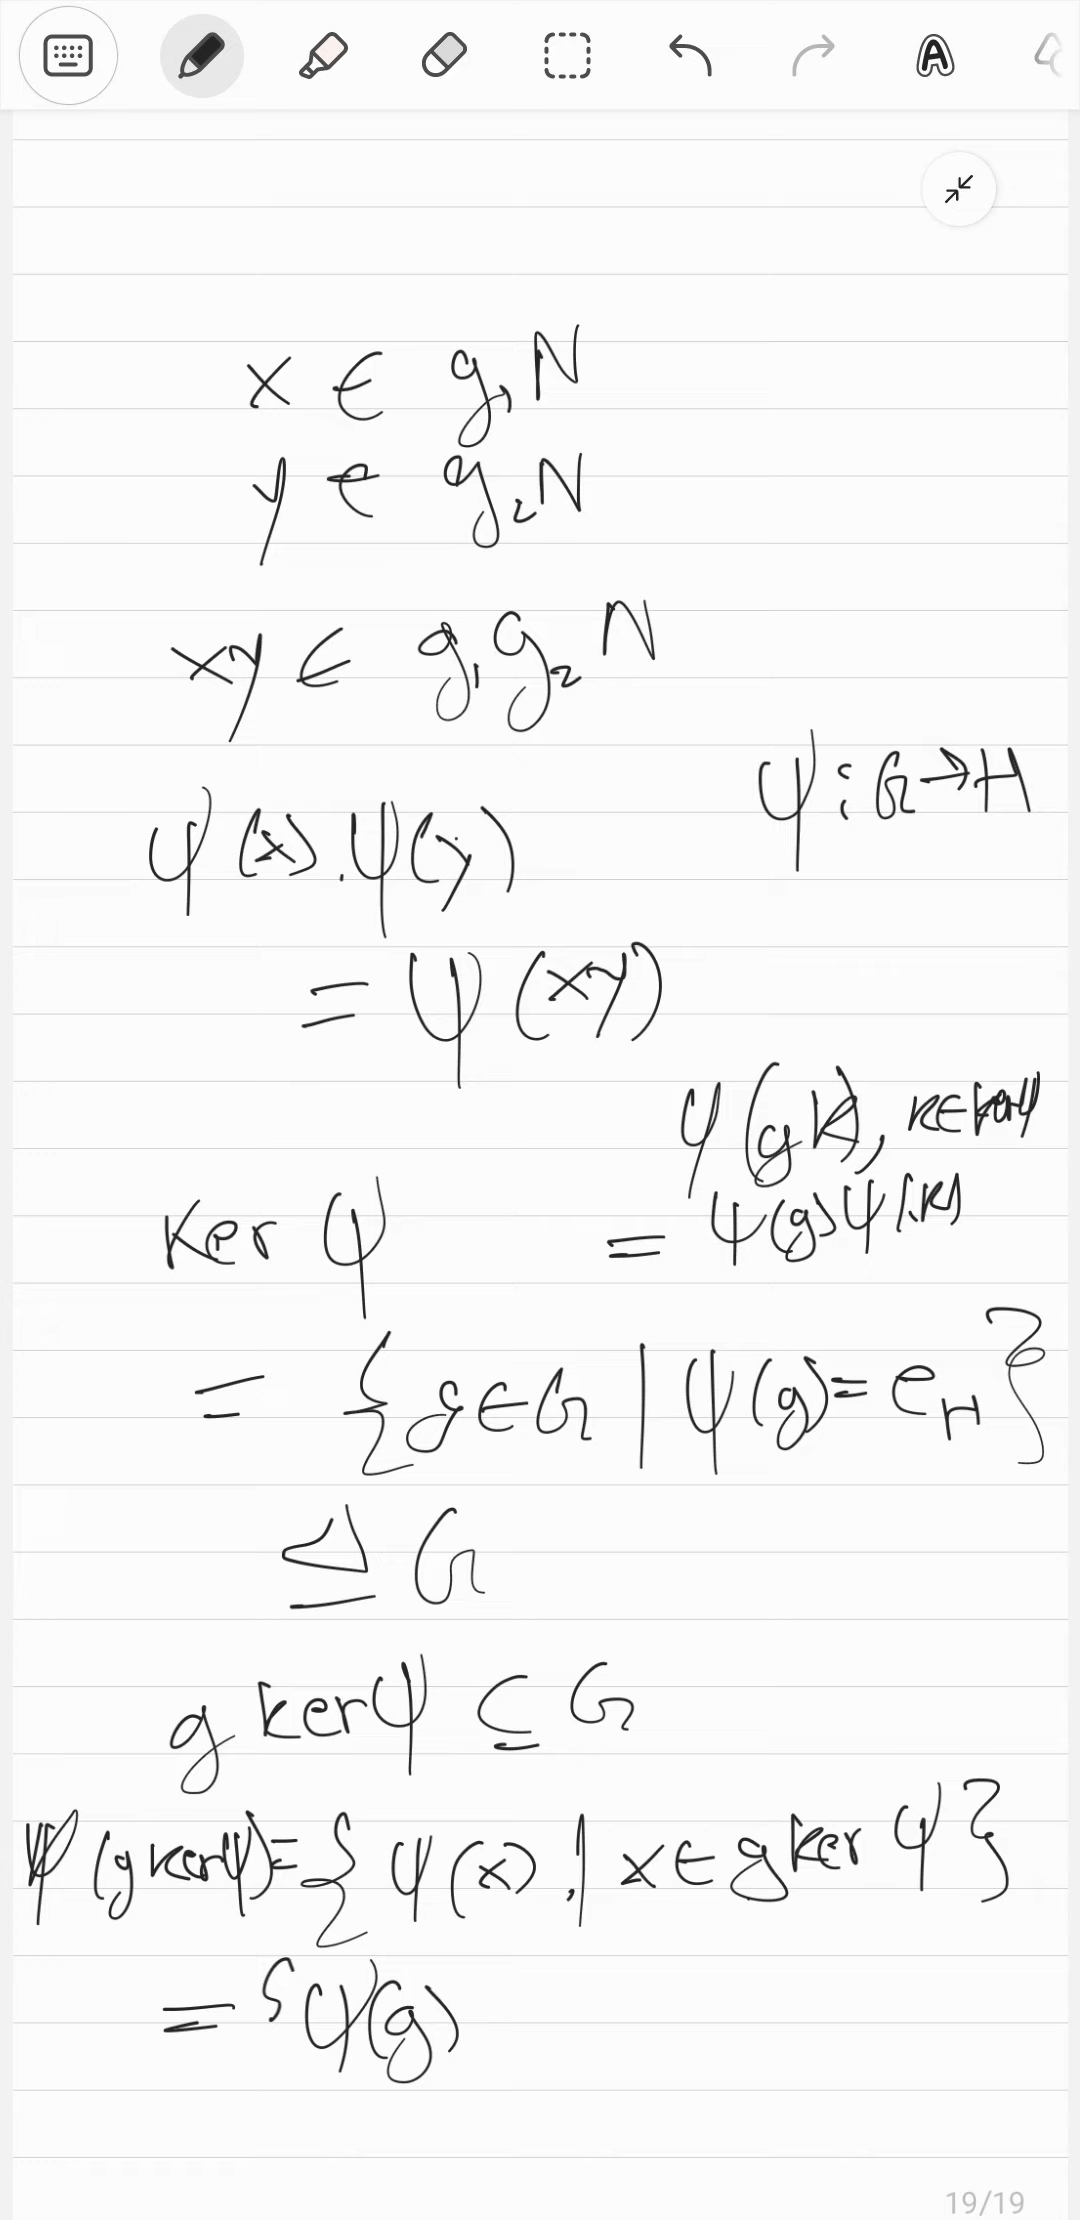 x ∈ g₁N
y ∈ g₂N
xy ∈ g₁g₂N
ψ : G → H
ψ(x).ψ(y)
= ψ(xy)
ψ(gk), k∈kerψ
= ψ(g)ψ(k)
Ker ψ
= {g∈G | ψ(g)= e_H}
⊴ G
g kerψ ⊆ G
ψ(g kerψ)= {ψ(x) | x∈g ker ψ}
= {ψ(g)
19/19